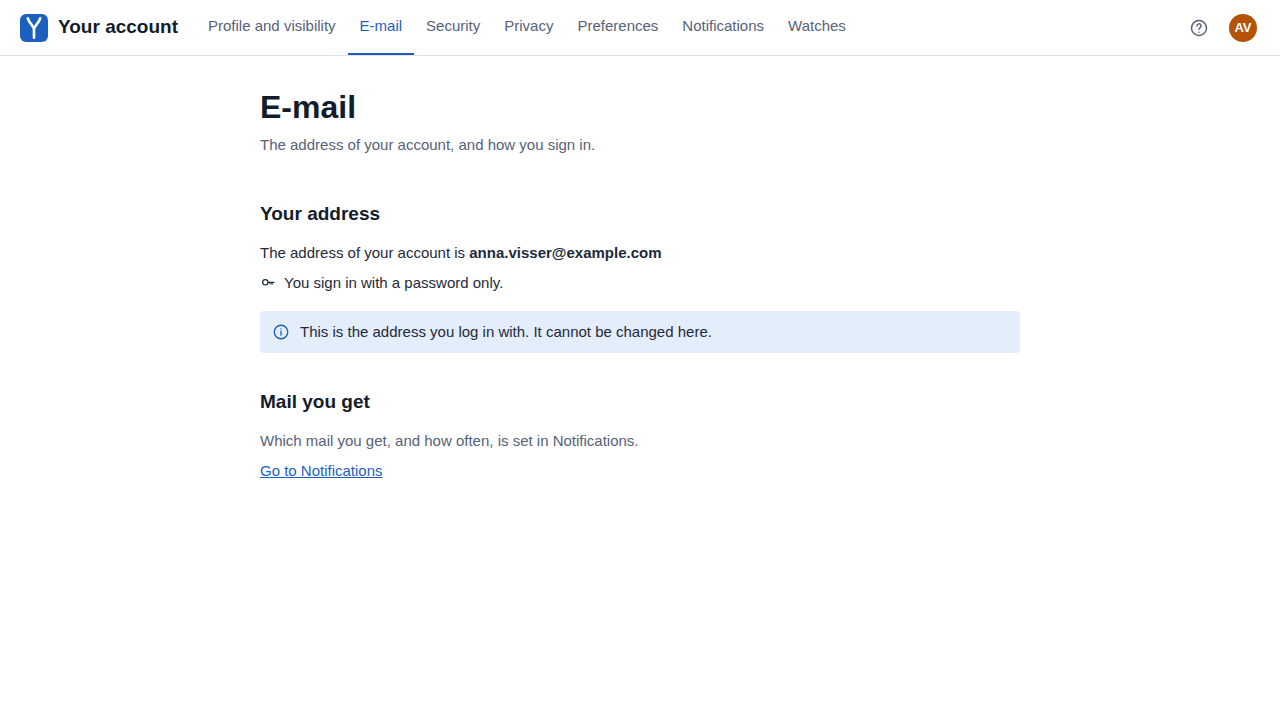 Your account
Profile and visibility
E-mail
Security
Privacy
Preferences
Notifications
Watches
AV
E-mail
The address of your account, and how you sign in.
Your address
The address of your account is anna.visser@example.com
You sign in with a password only.
This is the address you log in with. It cannot be changed here.
Mail you get
Which mail you get, and how often, is set in Notifications.
Go to Notifications